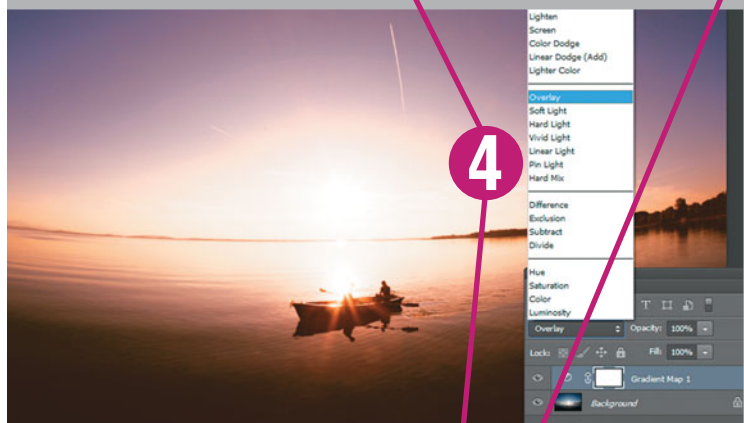 Lighten
Screen
Color Dodge
Linear Dodge (Add)
Lighter Color
Overlay
Soft Light
Hard Light
Vivid Light
Linear Light
Pin Light
Hard Mix
4
Difference
Exclusion
Subtract
Divide
Hue
Saturation
Color
Luminosity
T
Overlay Opacity: 100%
Lock: Fill: 100%
Gradient Map 1
Background